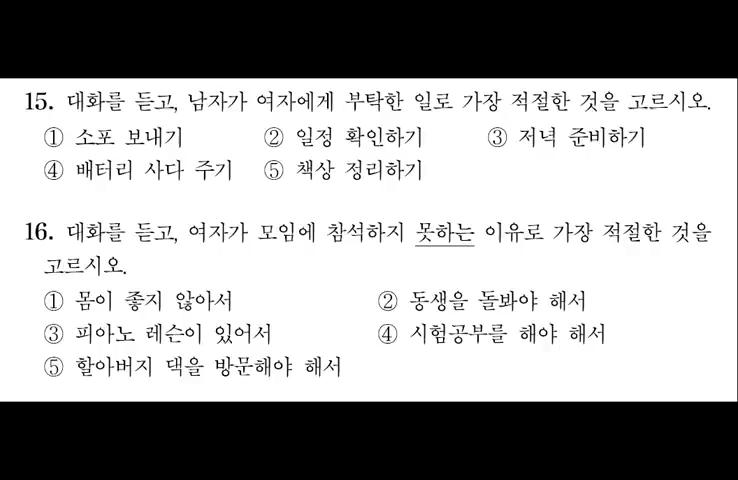 15. 대화를 듣고, 남자가 여자에게 부탁한 일로 가장 적절한 것을 고르시오.
① 소포 보내기 ② 일정 확인하기 ③ 저녁 준비하기
④ 배터리 사다 주기 ⑤ 책상 정리하기
16. 대화를 듣고, 여자가 모임에 참석하지 못하는 이유로 가장 적절한 것을
고르시오.
① 몸이 좋지 않아서 ② 동생을 돌봐야 해서
③ 피아노 레슨이 있어서 ④ 시험공부를 해야 해서
⑤ 할아버지 댁을 방문해야 해서